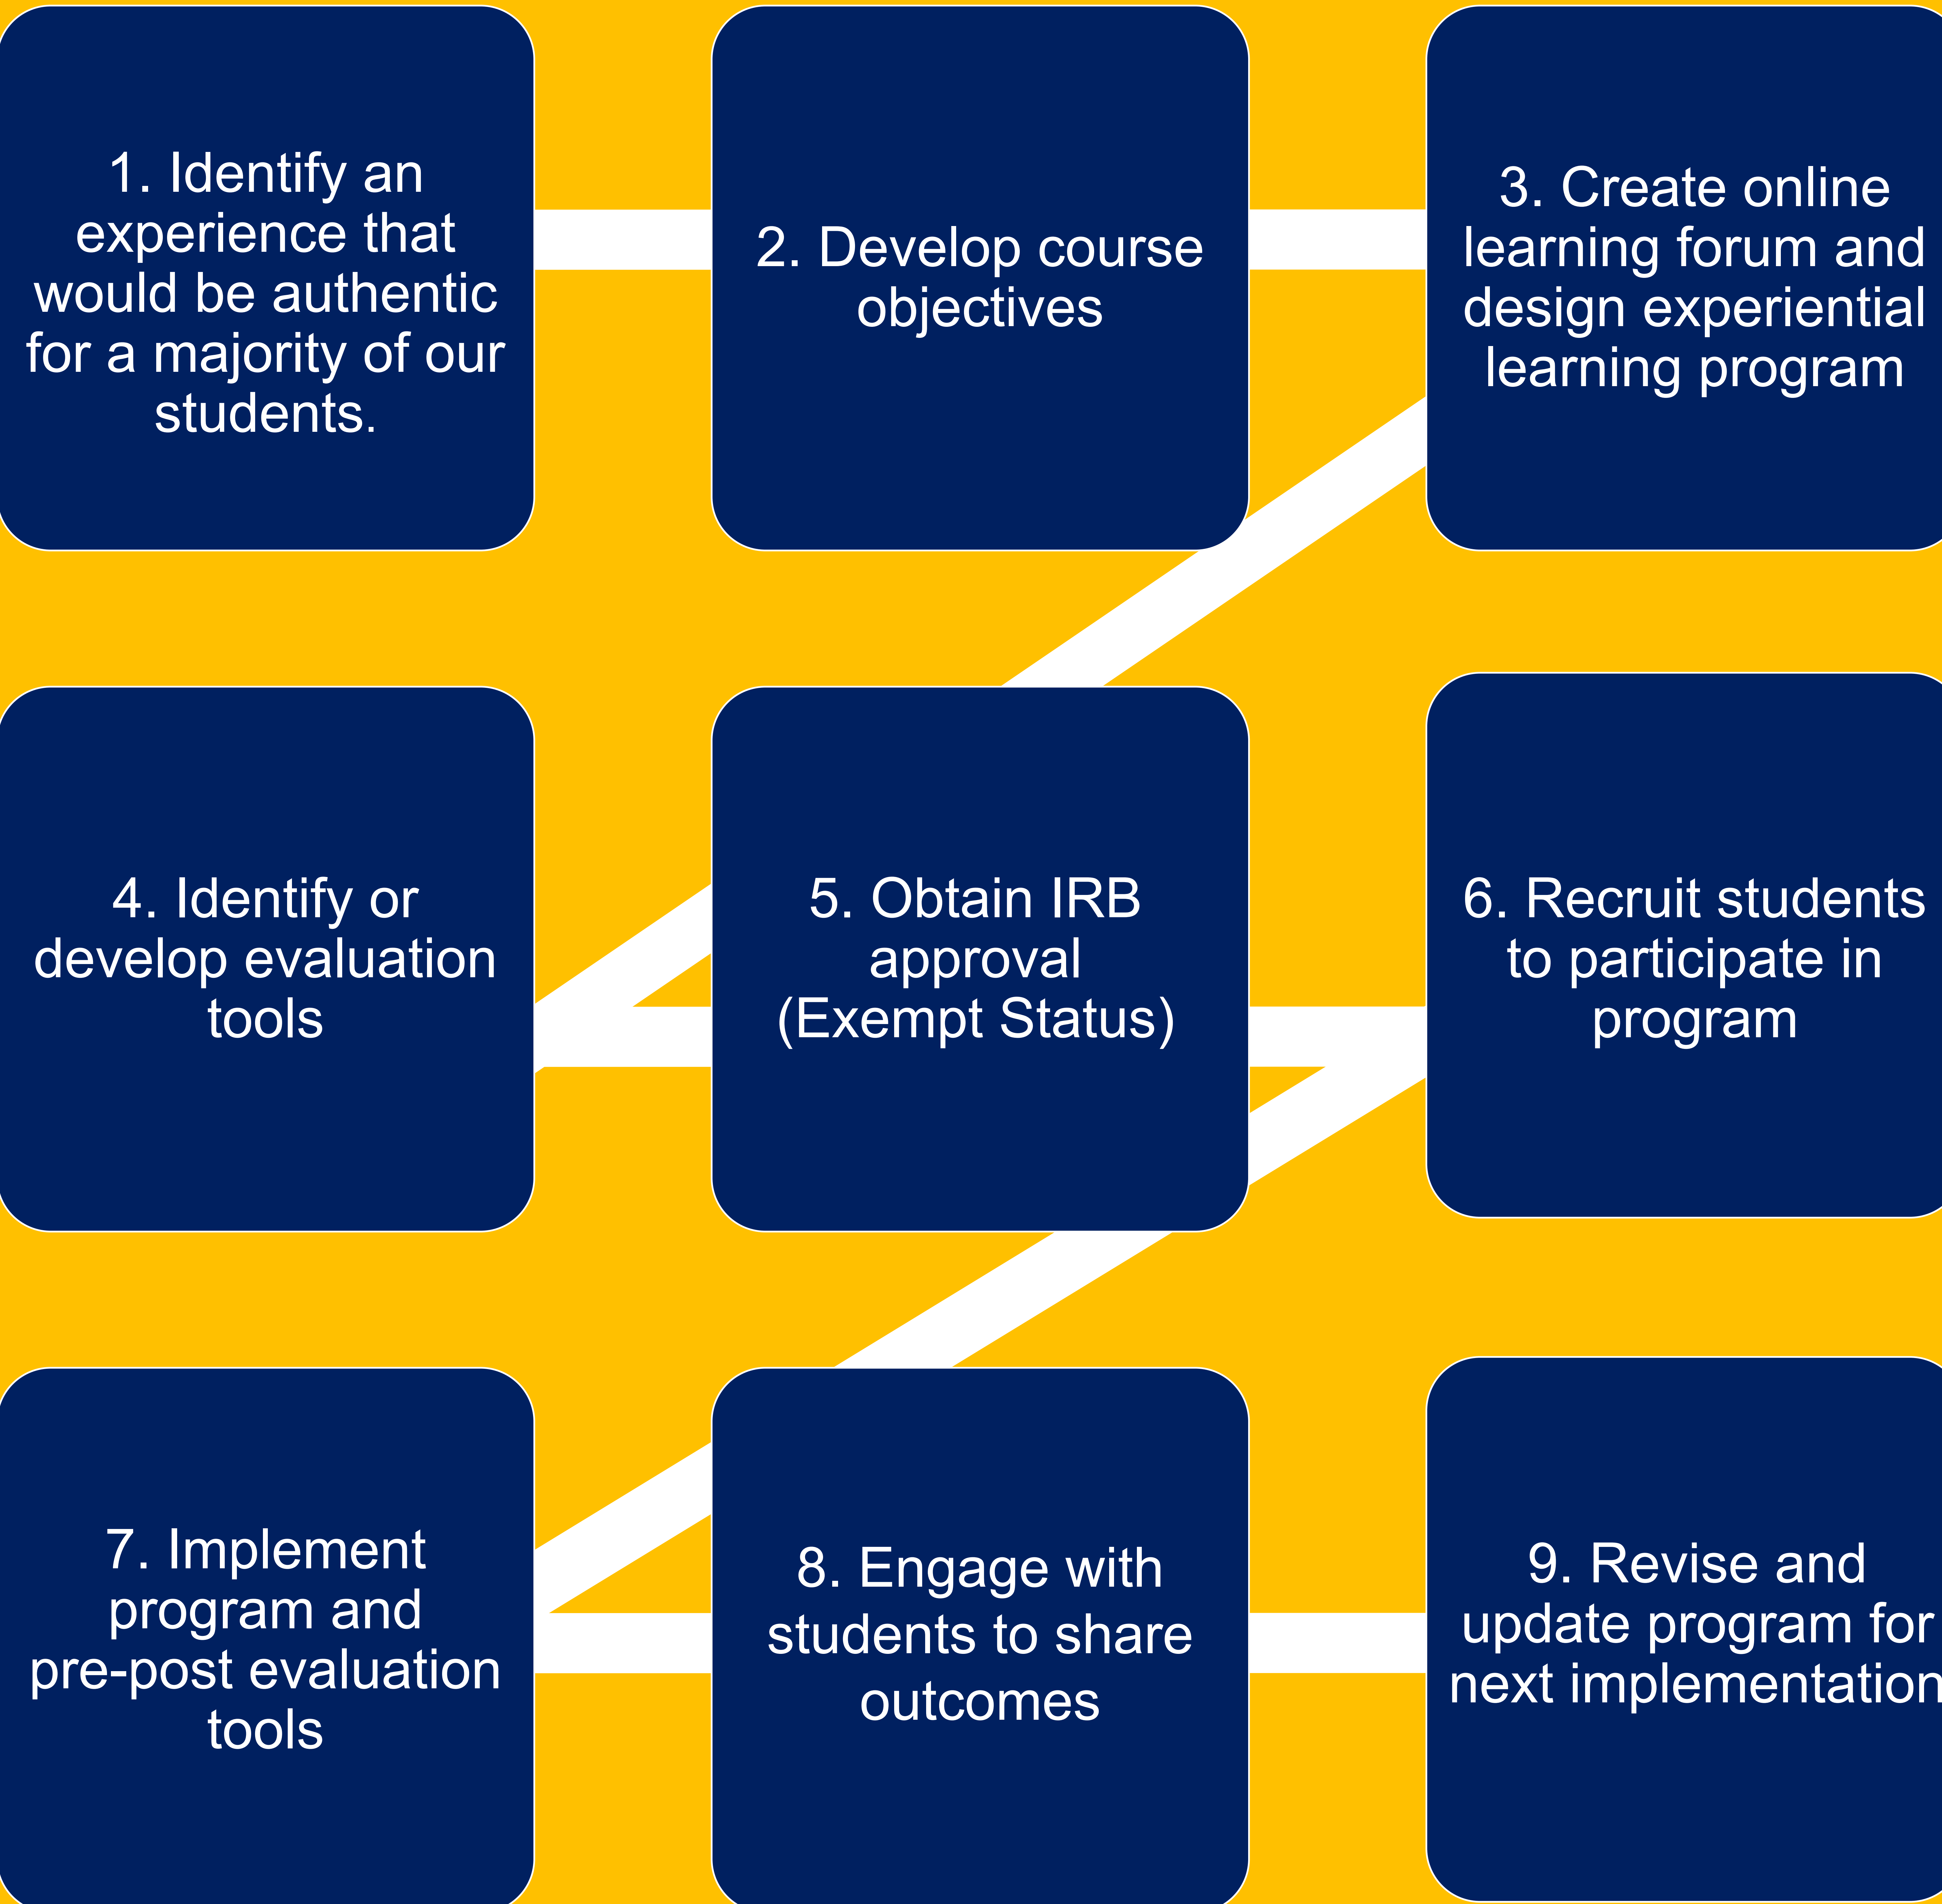 1. Identify an
experience that
would be authentic
for a majority of our
students.
2. Develop course
objectives
3. Create online
learning forum and
design experiential
learning program
4. Identify or
develop evaluation
tools
5. Obtain IRB
approval
(Exempt Status)
6. Recruit students
to participate in
program
7. Implement
program and
pre-post evaluation
tools
8. Engage with
students to share
outcomes
9. Revise and
update program for
next implementation